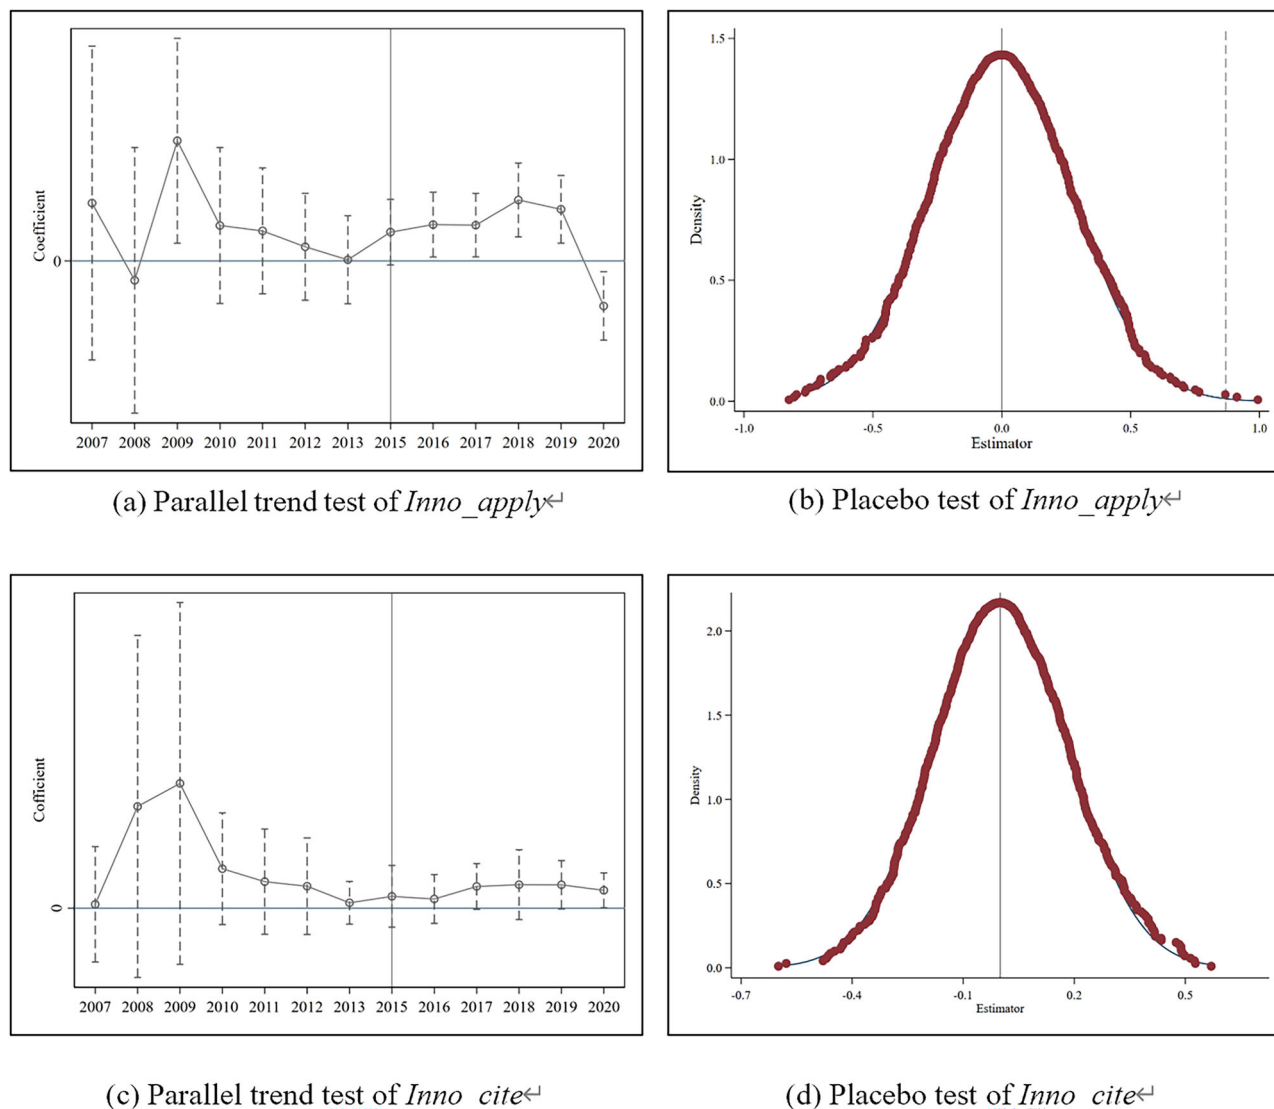 Coefficient
0
2007 2008 2009 2010 2011 2012 2013 2015 2016 2017 2018 2019 2020
(a) Parallel trend test of Inno_apply↵
Density
1.5
1.0
0.5
0.0
-1.0 -0.5 0.0 0.5 1.0
Estimator
(b) Placebo test of Inno_apply↵
Cofficient
0
2007 2008 2009 2010 2011 2012 2013 2015 2016 2017 2018 2019 2020
(c) Parallel trend test of Inno_cite↵
Density
2.0
1.5
1.0
0.5
0.0
-0.7 -0.4 -0.1 0.2 0.5
Estimator
(d) Placebo test of Inno_cite↵